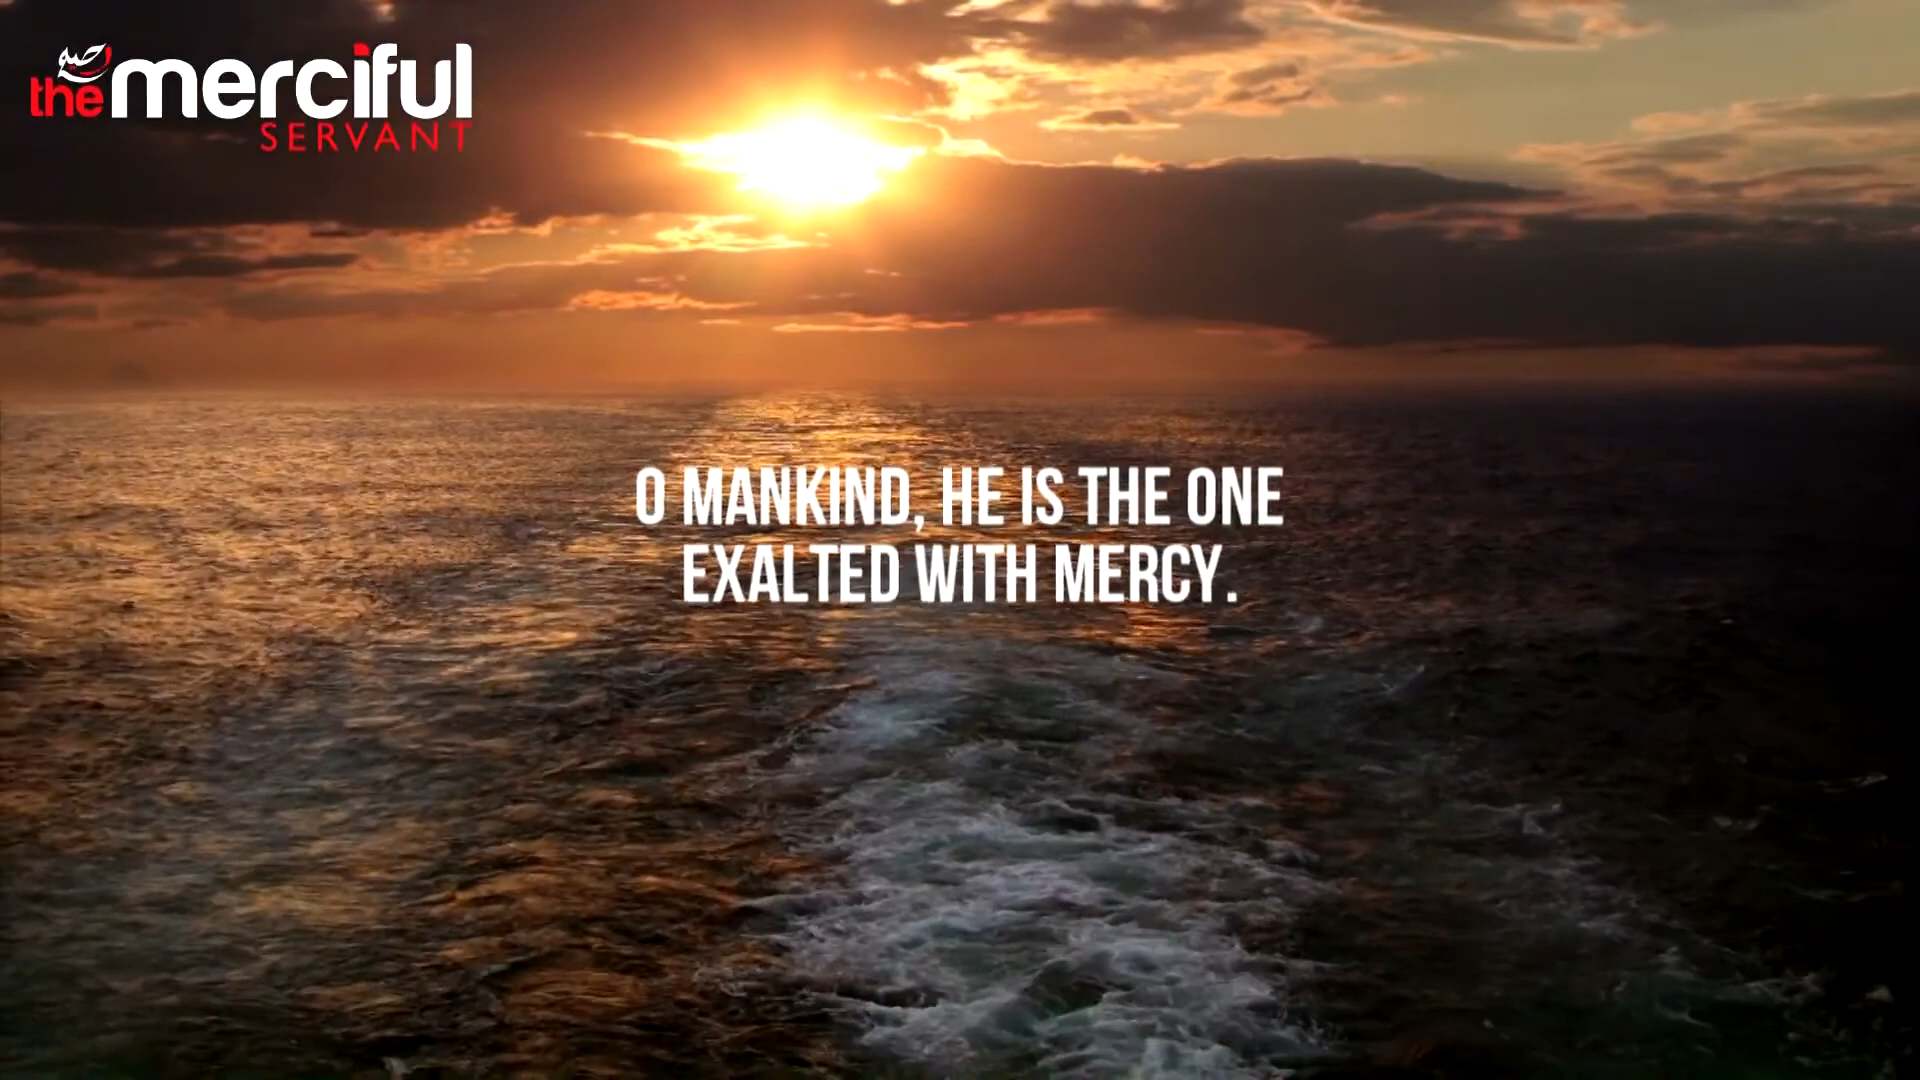 the merciful
SERVANT
O MANKIND, HE IS THE ONE
EXALTED WITH MERCY.